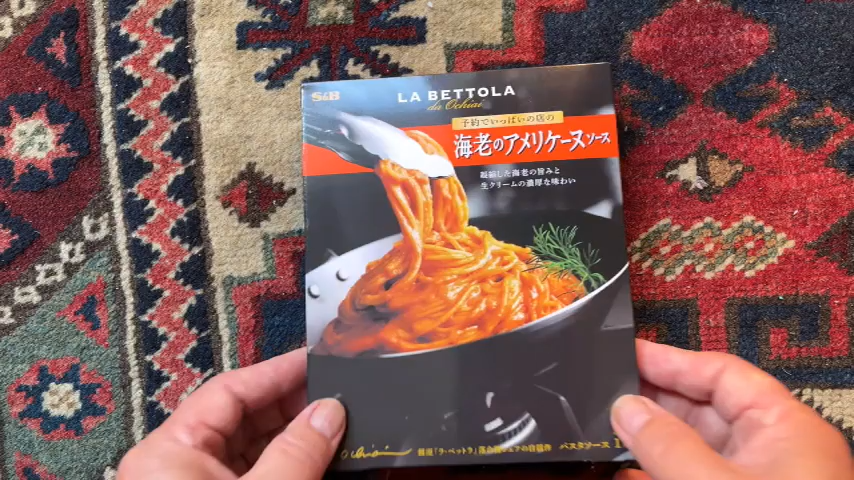 S&B
LA BETTOLA
da Ochiai
予約でいっぱいの店の
海老のアメリケーヌソース
凝縮した海老の旨みと
生クリームの濃厚な味わい
銀座「ラ・ベットラ」落合務シェフの自信作 パスタソース 1